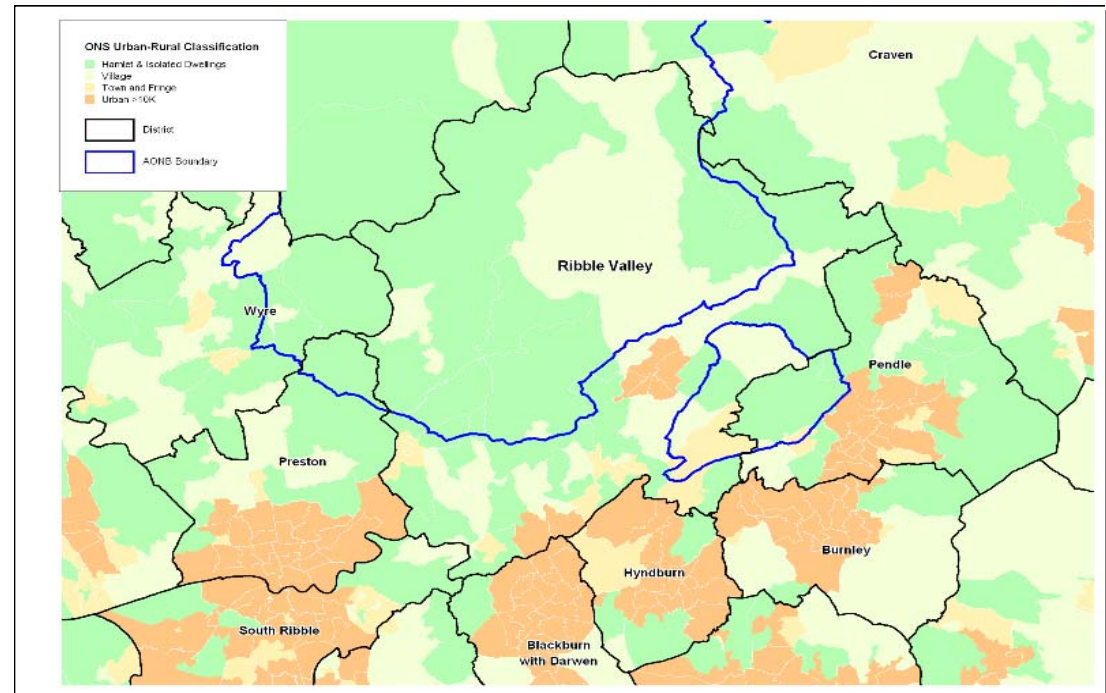 ONS Urban-Rural Classification
Hamlet & Isolated Dwellings
Village
Town and Fringe
Urban >10K
District
AONB Boundary
Craven
Ribble Valley
Wyre
Pendle
Preston
Burnley
Hyndburn
South Ribble
Blackburn
with Darwen